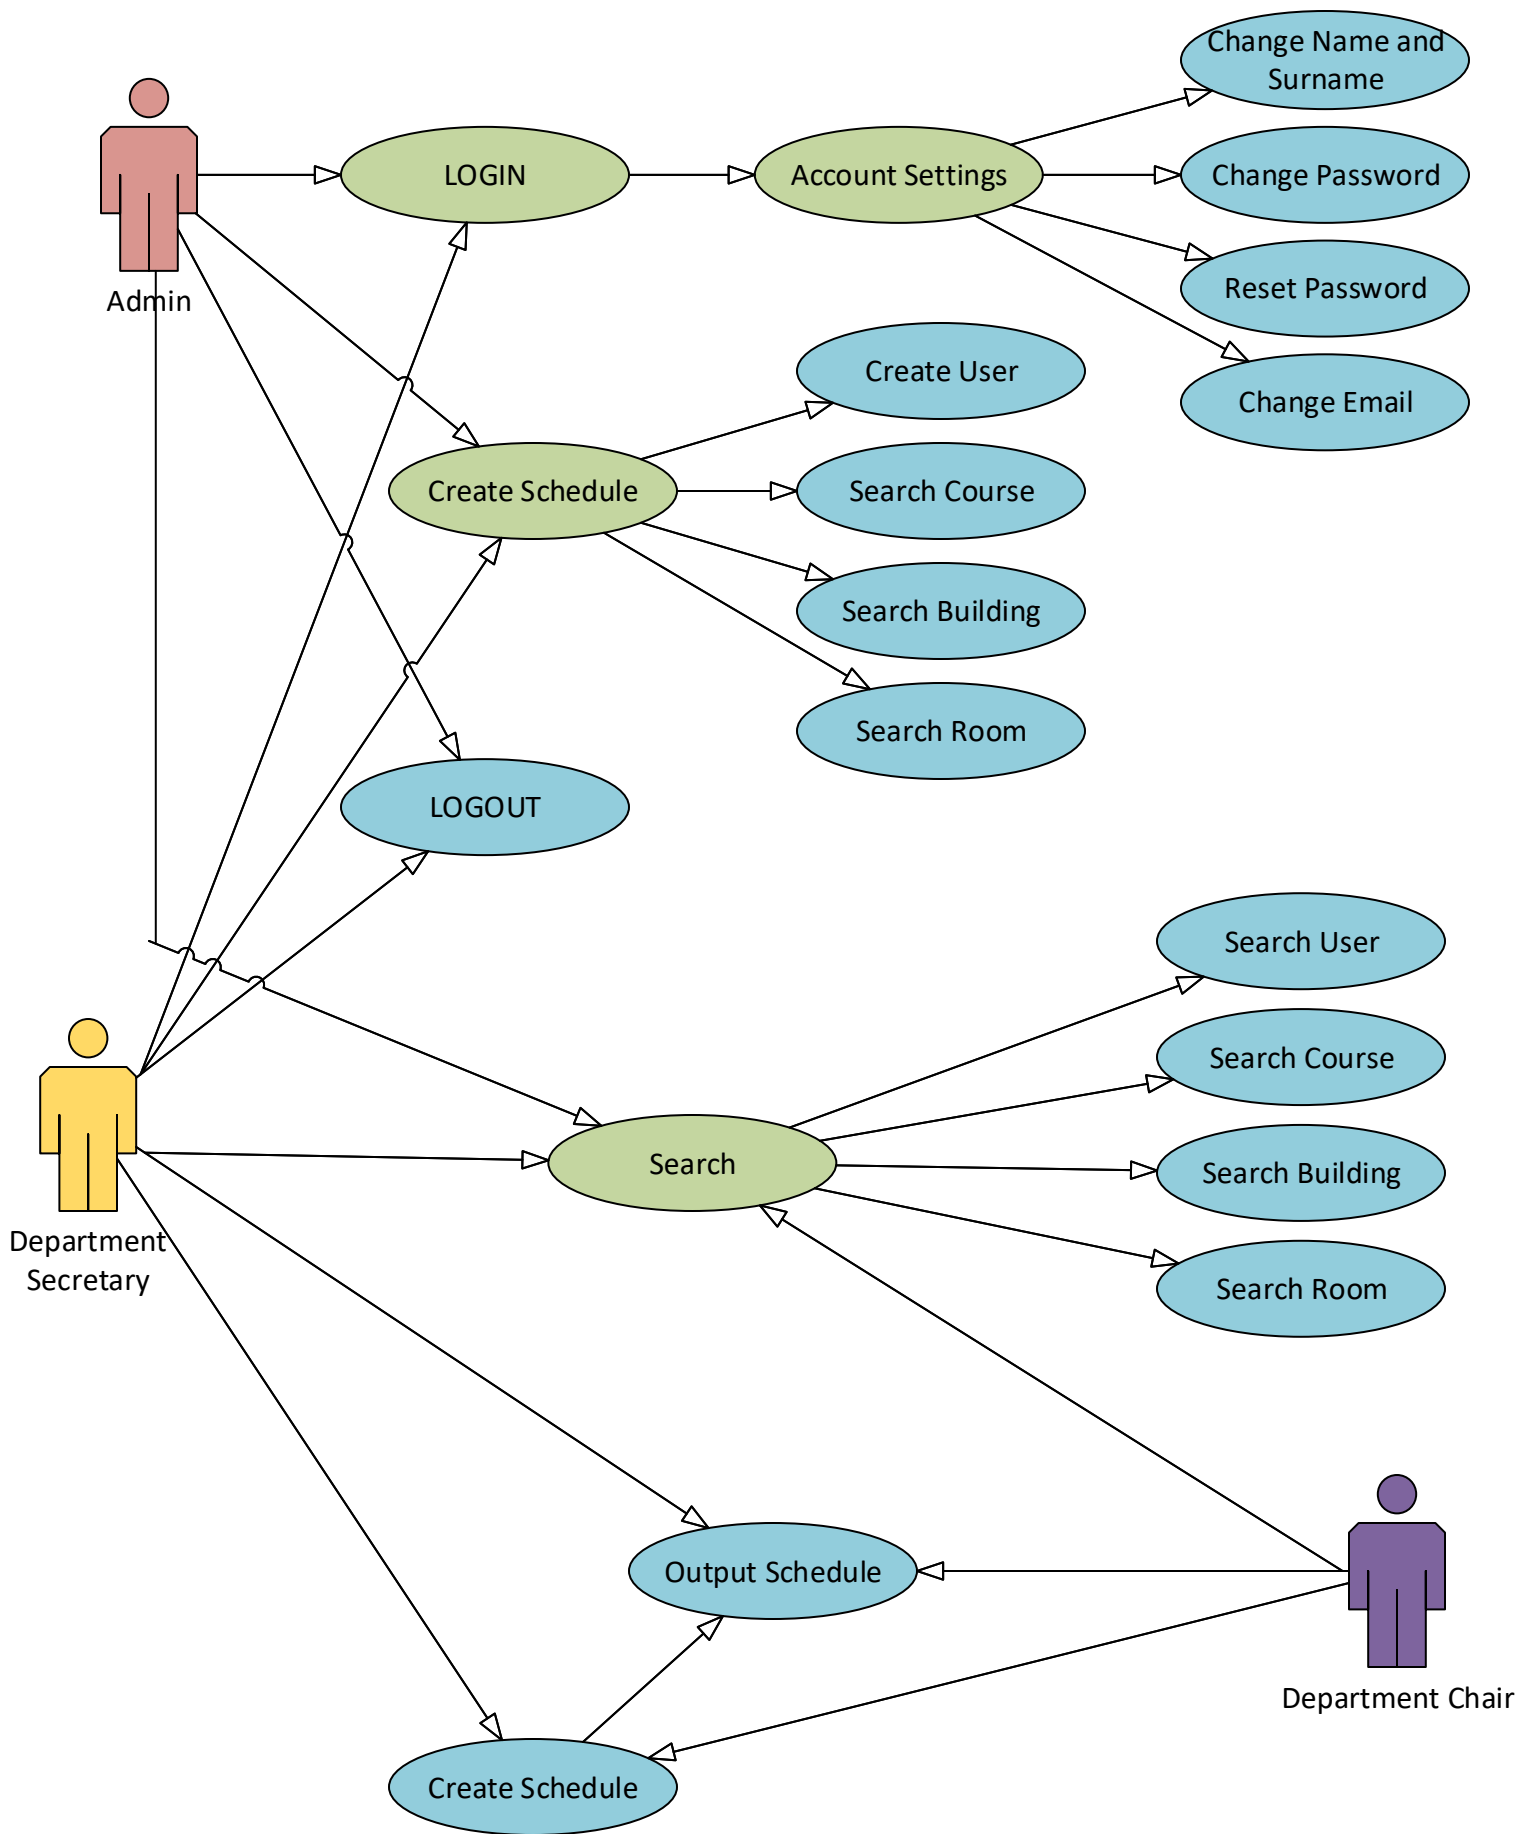 Change Name and
Surname
LOGIN
Account Settings
Change Password
Admin
Reset Password
Create User
Change Email
Create Schedule
Search Course
Search Building
Search Room
LOGOUT
Search User
Search Course
Search
Search Building
Department
Secretary
Search Room
Output Schedule
Department Chair
Create Schedule